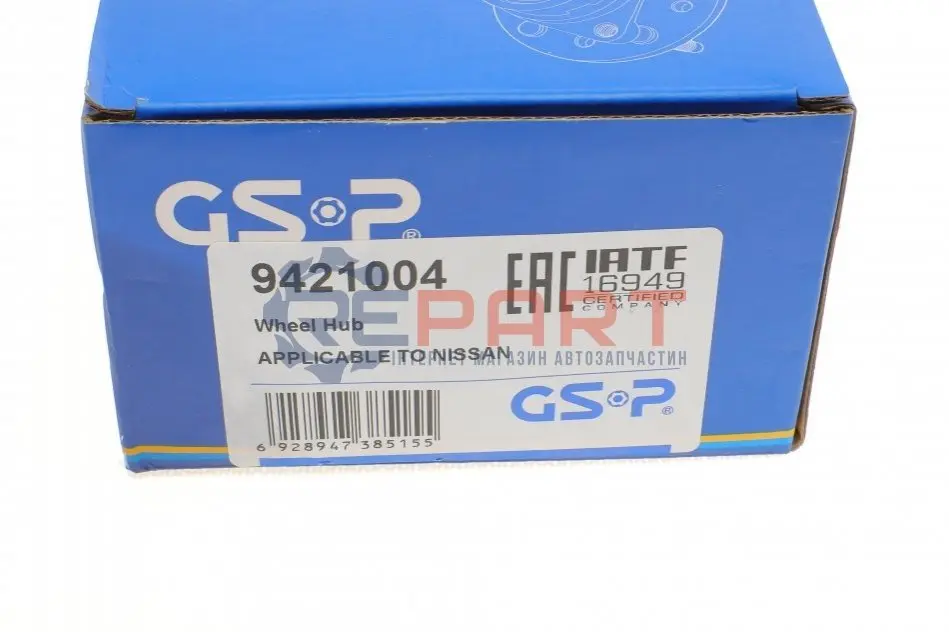 GSP®
9421004
EAC
IATF
16949
CERTIFIED
COMPANY
REPART
Wheel Hub
APPLICABLE TO NISSAN
ІНТЕРНЕТ МАГАЗИН АВТОЗАПЧАСТИН
GSP®
6 928947 385155